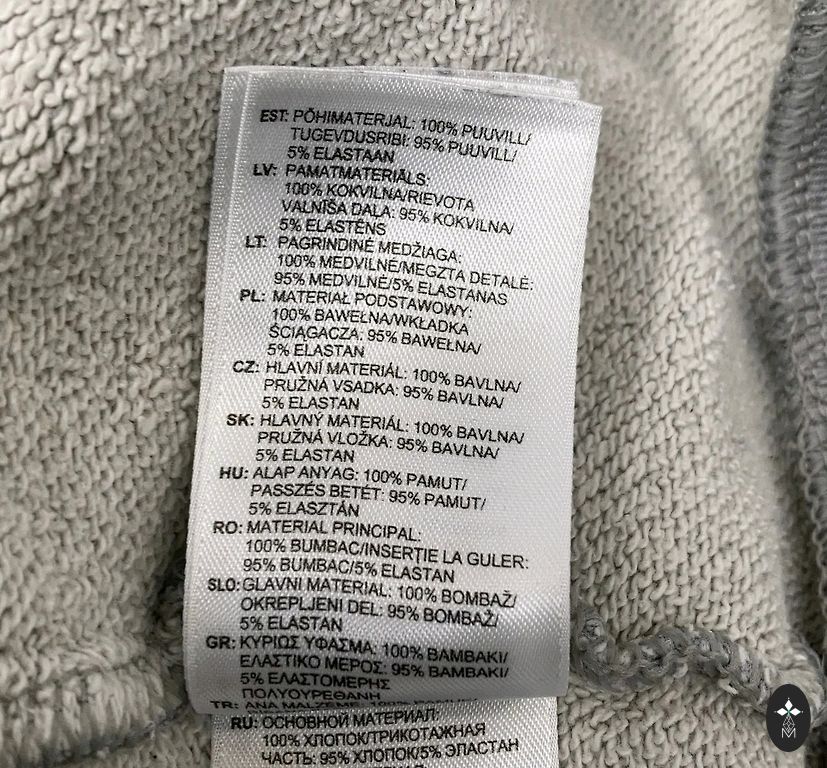 EST: PÕHIMATERJAL: 100% PUUVILL/
TUGEVDUSRIBI: 95% PUUVILL/
5% ELASTAAN
LV: PAMATMATERIĀLS:
100% KOKVILNA/RIEVOTA
VALNĪŠA DAĻA: 95% KOKVILNA/
5% ELASTĒNS
LT: PAGRINDINĖ MEDŽIAGA:
100% MEDVILNĖ/MEGZTA DETALĖ:
95% MEDVILNĖ/5% ELASTANAS
PL: MATERIAŁ PODSTAWOWY:
100% BAWEŁNA/WKŁADKA
ŚCIĄGACZA: 95% BAWEŁNA/
5% ELASTAN
CZ: HLAVNÍ MATERIÁL: 100% BAVLNA/
PRUŽNÁ VSADKA: 95% BAVLNA/
5% ELASTAN
SK: HLAVNÝ MATERIÁL: 100% BAVLNA/
PRUŽNÁ VLOŽKA: 95% BAVLNA/
5% ELASTAN
HU: ALAP ANYAG: 100% PAMUT/
PASSZÉS BETÉT: 95% PAMUT/
5% ELASZTÁN
RO: MATERIAL PRINCIPAL:
100% BUMBAC/INSERȚIE LA GULER:
95% BUMBAC/5% ELASTAN
SLO: GLAVNI MATERIAL: 100% BOMBAŽ/
OKREPLJENI DEL: 95% BOMBAŽ/
5% ELASTAN
GR: ΚΥΡΙΩΣ ΥΦΑΣΜΑ: 100% ΒΑΜΒΑΚΙ/
ΕΛΑΣΤΙΚΟ ΜΕΡΟΣ: 95% ΒΑΜΒΑΚΙ/
5% ΕΛΑΣΤΟΜΕΡΗΣ
ΠΟΛΥΟΥΡΕΘΑΝΗ
TR: ANA MALZEME: 100%
RU: ОСНОВНОЙ МАТЕРИАЛ:
100% ХЛОПОК/ТРИКОТАЖНАЯ
ЧАСТЬ: 95% ХЛОПОК/5% ЭЛАСТАН